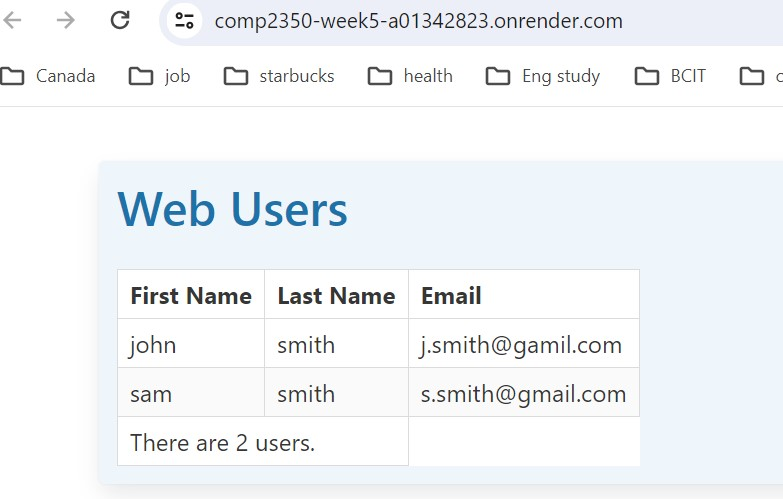 comp2350-week5-a01342823.onrender.com
Canada job starbucks health Eng study BCIT
Web Users
First Name Last Name Email
john smith j.smith@gamil.com
sam smith s.smith@gmail.com
There are 2 users.